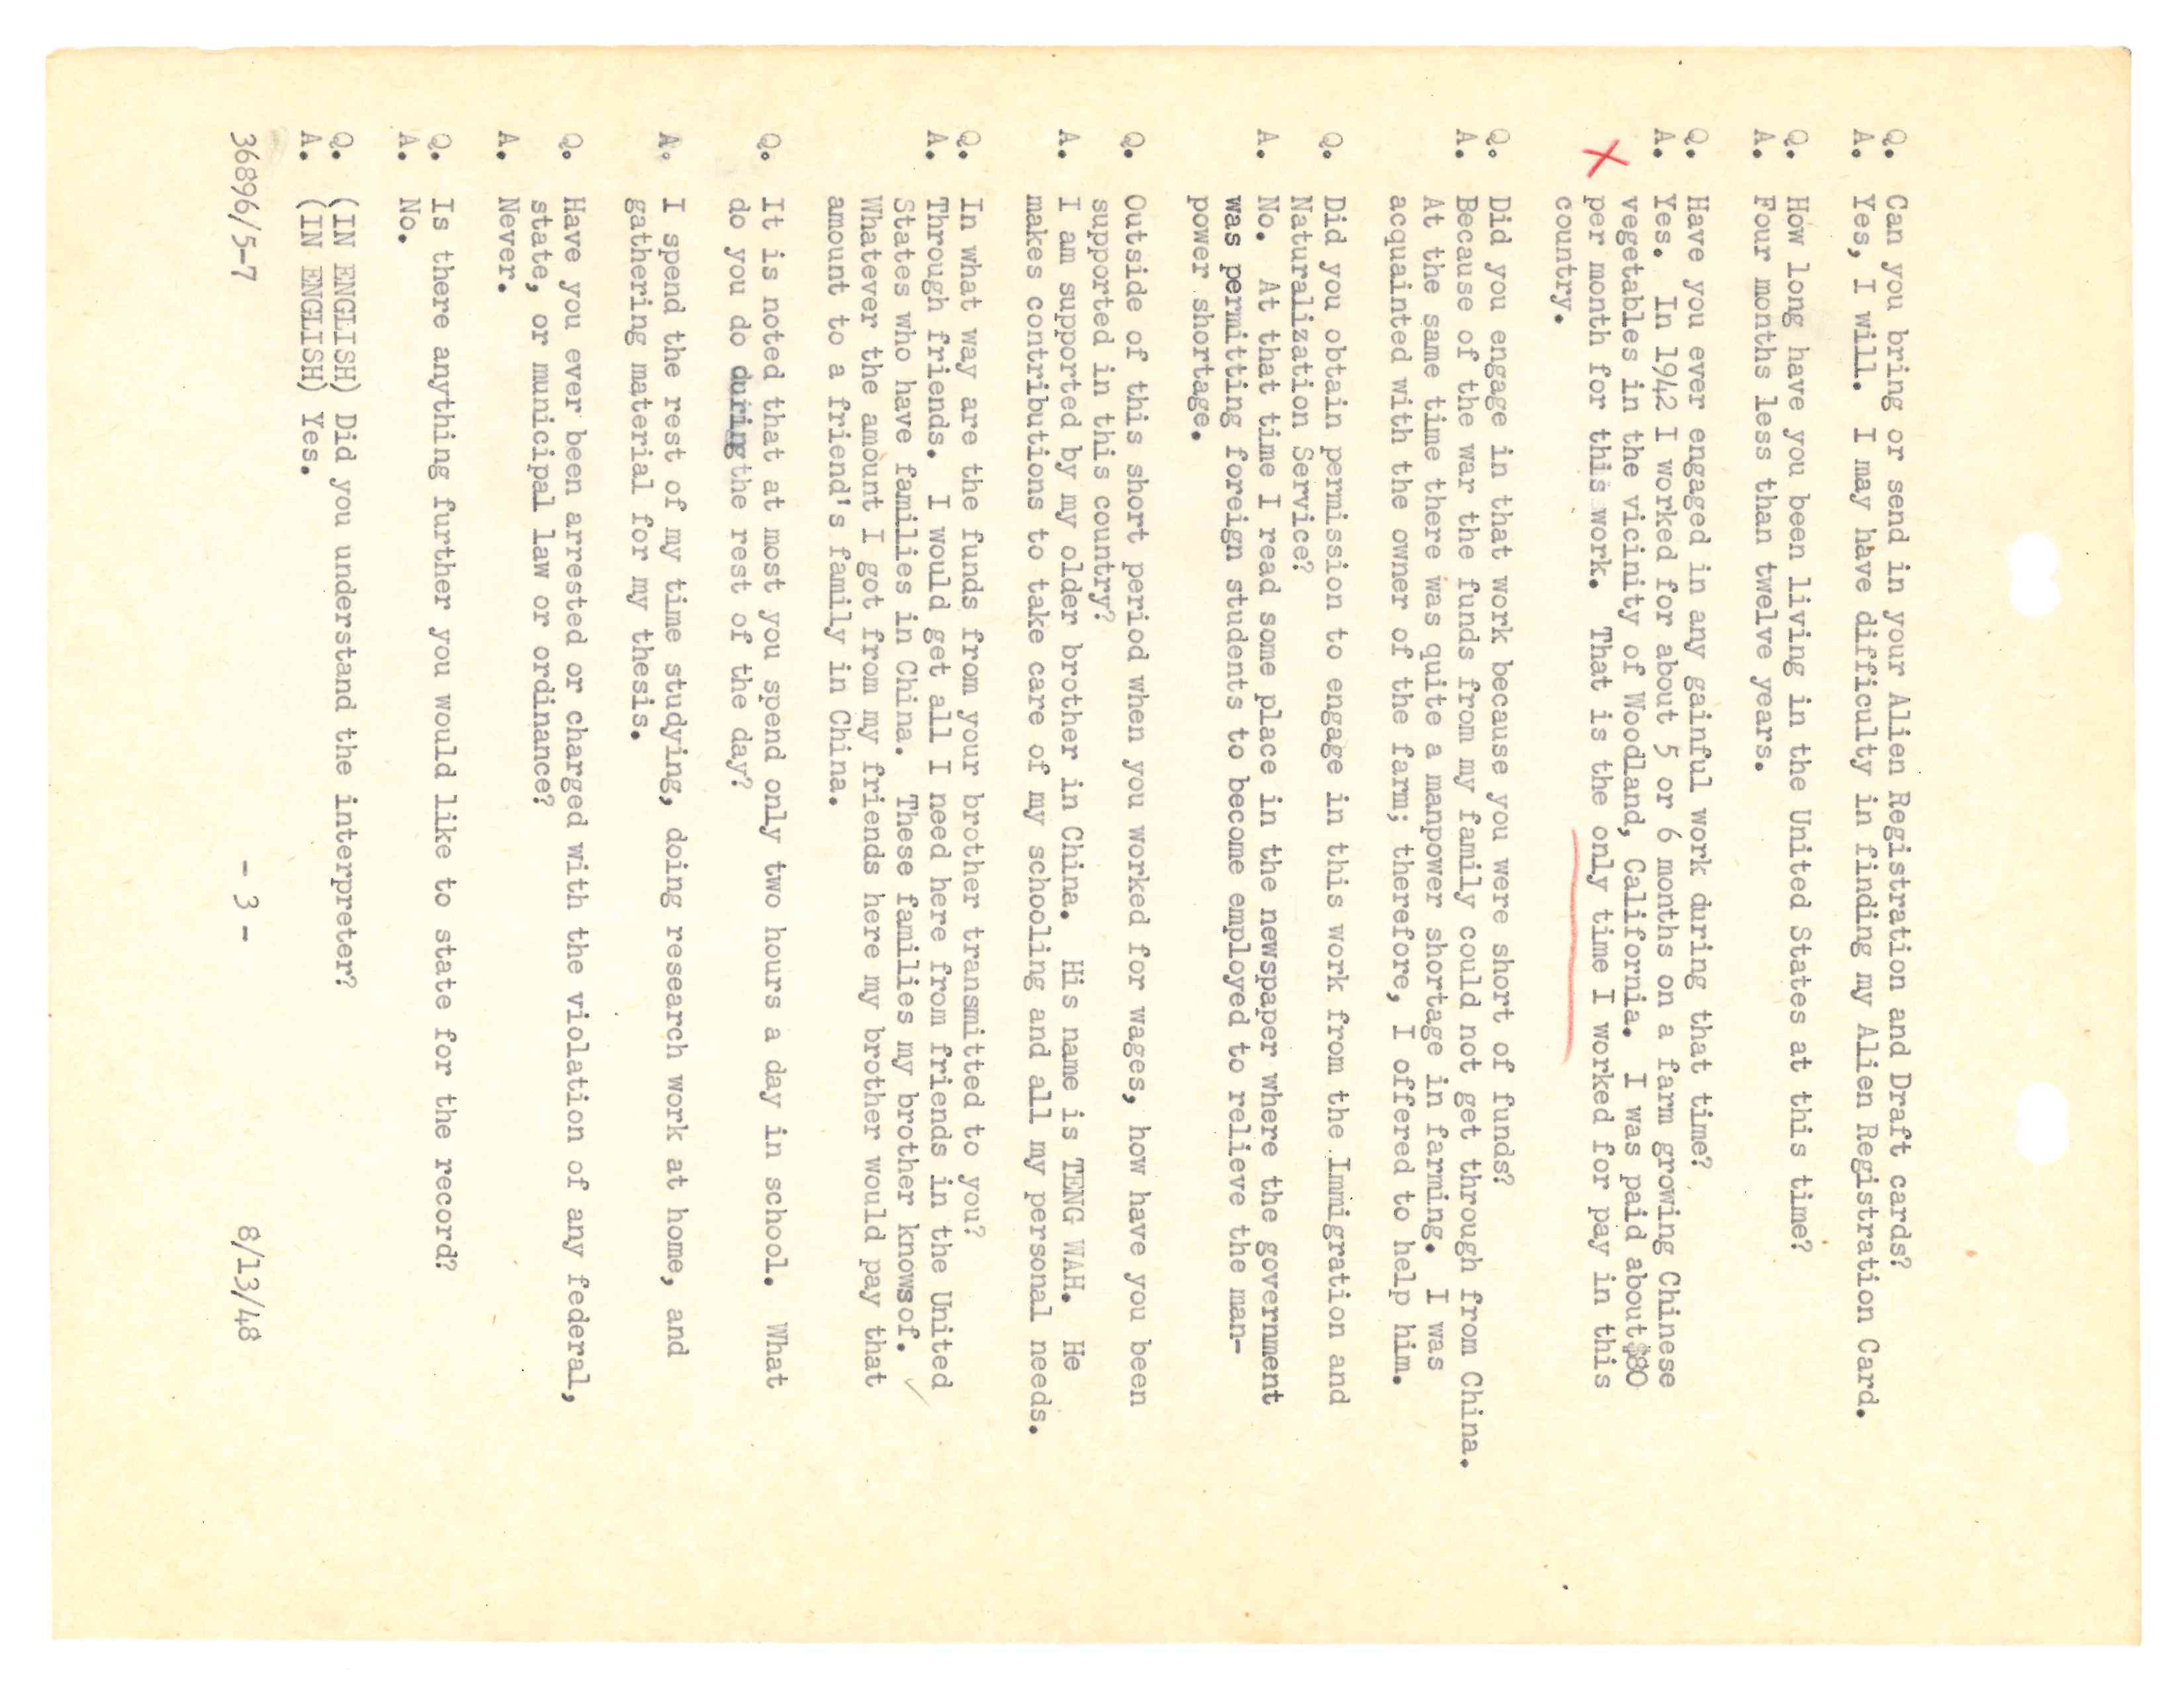 Q. Can you bring or send in your Alien Registration and Draft cards?
A. Yes, I will. I may have difficulty in finding my Alien Registration Card.
Q. How long have you been living in the United States at this time?
A. Four months less than twelve years.
Q. Have you ever engaged in any gainful work during that time?
A. Yes. In 1942 I worked for about 5 or 6 months on a farm growing Chinese
vegetables in the vicinity of Woodland, California. I was paid about $80
X per month for this work. That is the only time I worked for pay in this
country.
Q. Did you engage in that work because you were short of funds?
A. Because of the war the funds from my family could not get through from China.
At the same time there was quite a manpower shortage in farming. I was
acquainted with the owner of the farm; therefore, I offered to help him.
Q. Did you obtain permission to engage in this work from the Immigration and
Naturalization Service?
A. No. At that time I read some place in the newspaper where the government
was permitting foreign students to become employed to relieve the man-
power shortage.
Q. Outside of this short period when you worked for wages, how have you been
supported in this country?
A. I am supported by my older brother in China. His name is TENG WAH. He
makes contributions to take care of my schooling and all my personal needs.
Q. In what way are the funds from your brother transmitted to you?
A. Through friends. I would get all I need here from friends in the United
States who have families in China. These families my brother knowsof. ✓
Whatever the amount I got from my friends here my brother would pay that
amount to a friend's family in China.
Q. It is noted that at most you spend only two hours a day in school. What
do you do duringthe rest of the day?
A. I spend the rest of my time studying, doing research work at home, and
gathering material for my thesis.
Q. Have you ever been arrested or charged with the violation of any federal,
state, or municipal law or ordinance?
A. Never.
Q. Is there anything further you would like to state for the record?
A. No.
Q. (IN ENGLISH) Did you understand the interpreter?
A. (IN ENGLISH) Yes.
36896/5-7 - 3 - 8/13/48